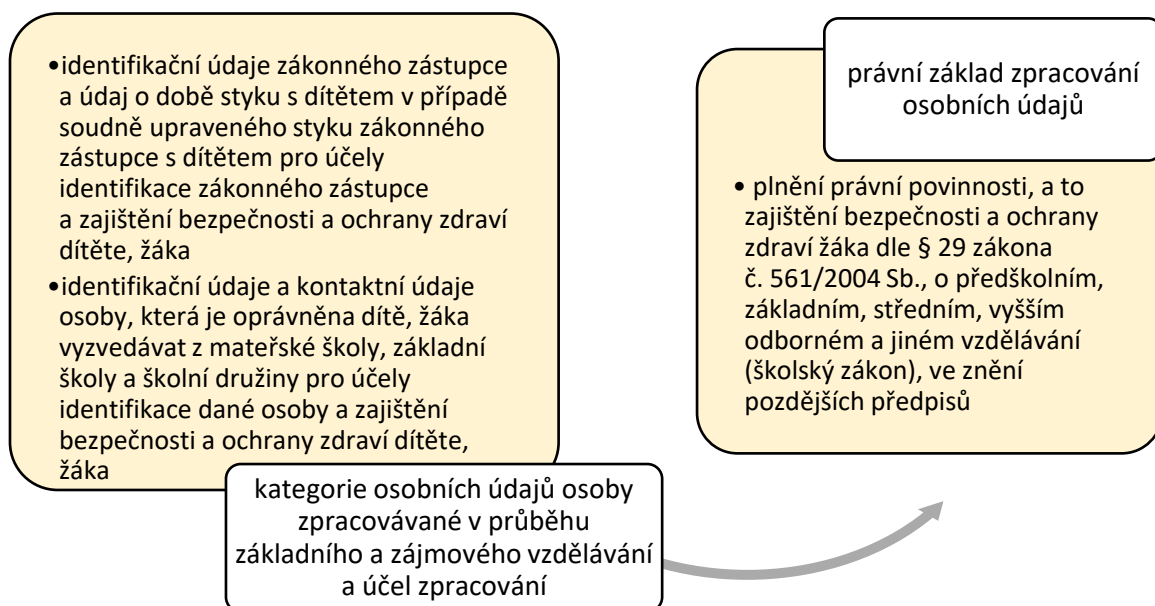 •identifikační údaje zákonného zástupce
a údaj o době styku s dítětem v případě
soudně upraveného styku zákonného
zástupce s dítětem pro účely
identifikace zákonného zástupce
a zajištění bezpečnosti a ochrany zdraví
dítěte, žáka
•identifikační údaje a kontaktní údaje
osoby, která je oprávněna dítě, žáka
vyzvedávat z mateřské školy, základní
školy a školní družiny pro účely
identifikace dané osoby a zajištění
bezpečnosti a ochrany zdraví dítěte,
žáka
kategorie osobních údajů osoby
zpracovávané v průběhu
základního a zájmového vzdělávání
a účel zpracování
právní základ zpracování
osobních údajů
• plnění právní povinnosti, a to
zajištění bezpečnosti a ochrany
zdraví žáka dle § 29 zákona
č. 561/2004 Sb., o předškolním,
základním, středním, vyšším
odborném a jiném vzdělávání
(školský zákon), ve znění
pozdějších předpisů